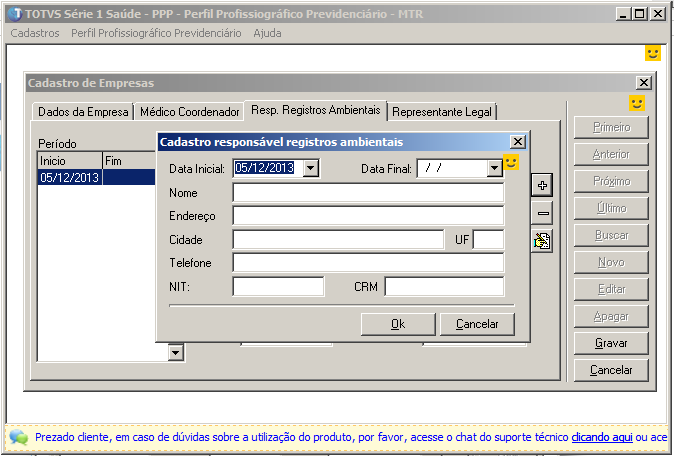 TOTVS Série 1 Saúde - PPP - Perfil Profissiográfico Previdenciário - MTR
Cadastros Perfil Profissiográfico Previdenciário Ajuda
Cadastro de Empresas
Dados da Empresa Médico Coordenador Resp. Registros Ambientais Representante Legal
Período
Inicio Fim
05/12/2013
Cadastro responsável registros ambientais
Data Inicial: 05/12/2013 Data Final: / /
Nome
Endereço
Cidade UF
Telefone
NIT: CRM
Ok Cancelar
Primeiro
Anterior
Próximo
Último
Buscar
Novo
Editar
Apagar
Gravar
Cancelar
Prezado cliente, em caso de dúvidas sobre a utilização do produto, por favor, acesse o chat do suporte técnico clicando aqui ou ace